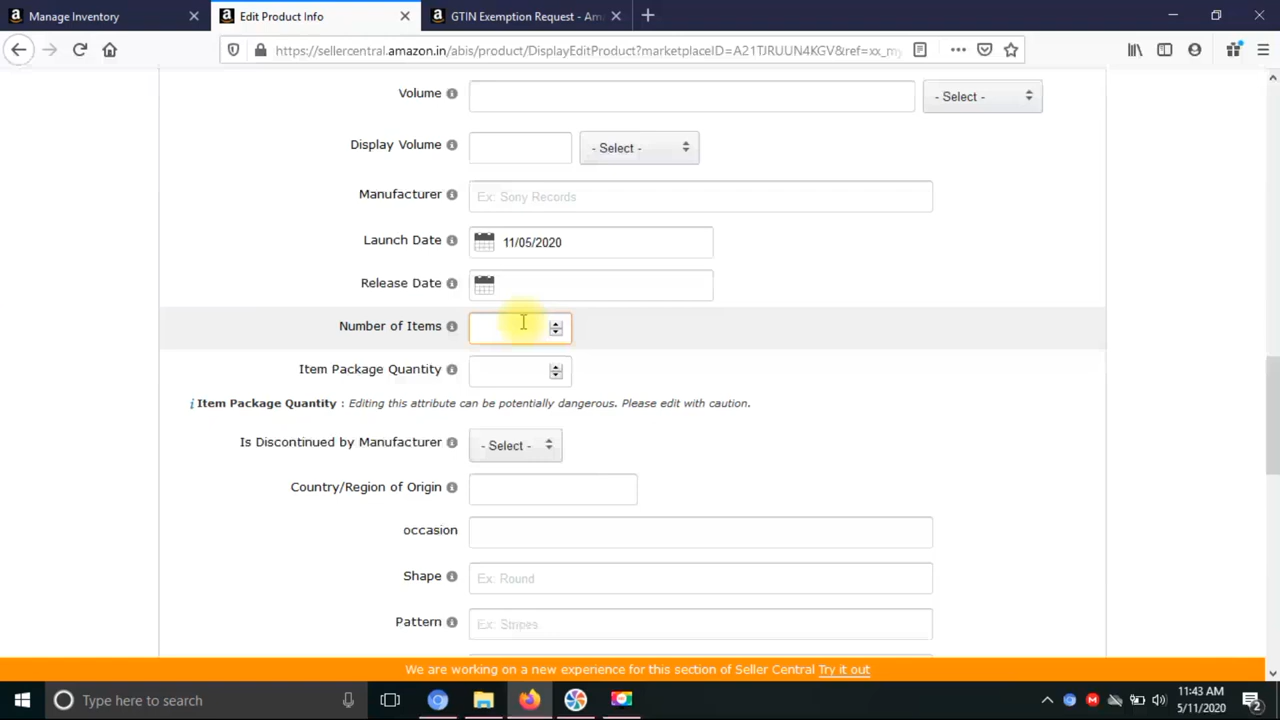 Manage Inventory
Edit Product Info
GTIN Exemption Request - Am
https://sellercentral.amazon.in/abis/product/DisplayEditProduct?marketplaceID=A21TJRUUN4KGV&ref=xx_my
Volume
- Select -
Display Volume
- Select -
Manufacturer
Ex: Sony Records
Launch Date
11/05/2020
Release Date
Number of Items
Item Package Quantity
Item Package Quantity : Editing this attribute can be potentially dangerous. Please edit with caution.
Is Discontinued by Manufacturer
- Select -
Country/Region of Origin
occasion
Shape
Ex: Round
Pattern
Ex: Stripes
We are working on a new experience for this section of Seller Central Try it out
Type here to search
11:43 AM
5/11/2020
2